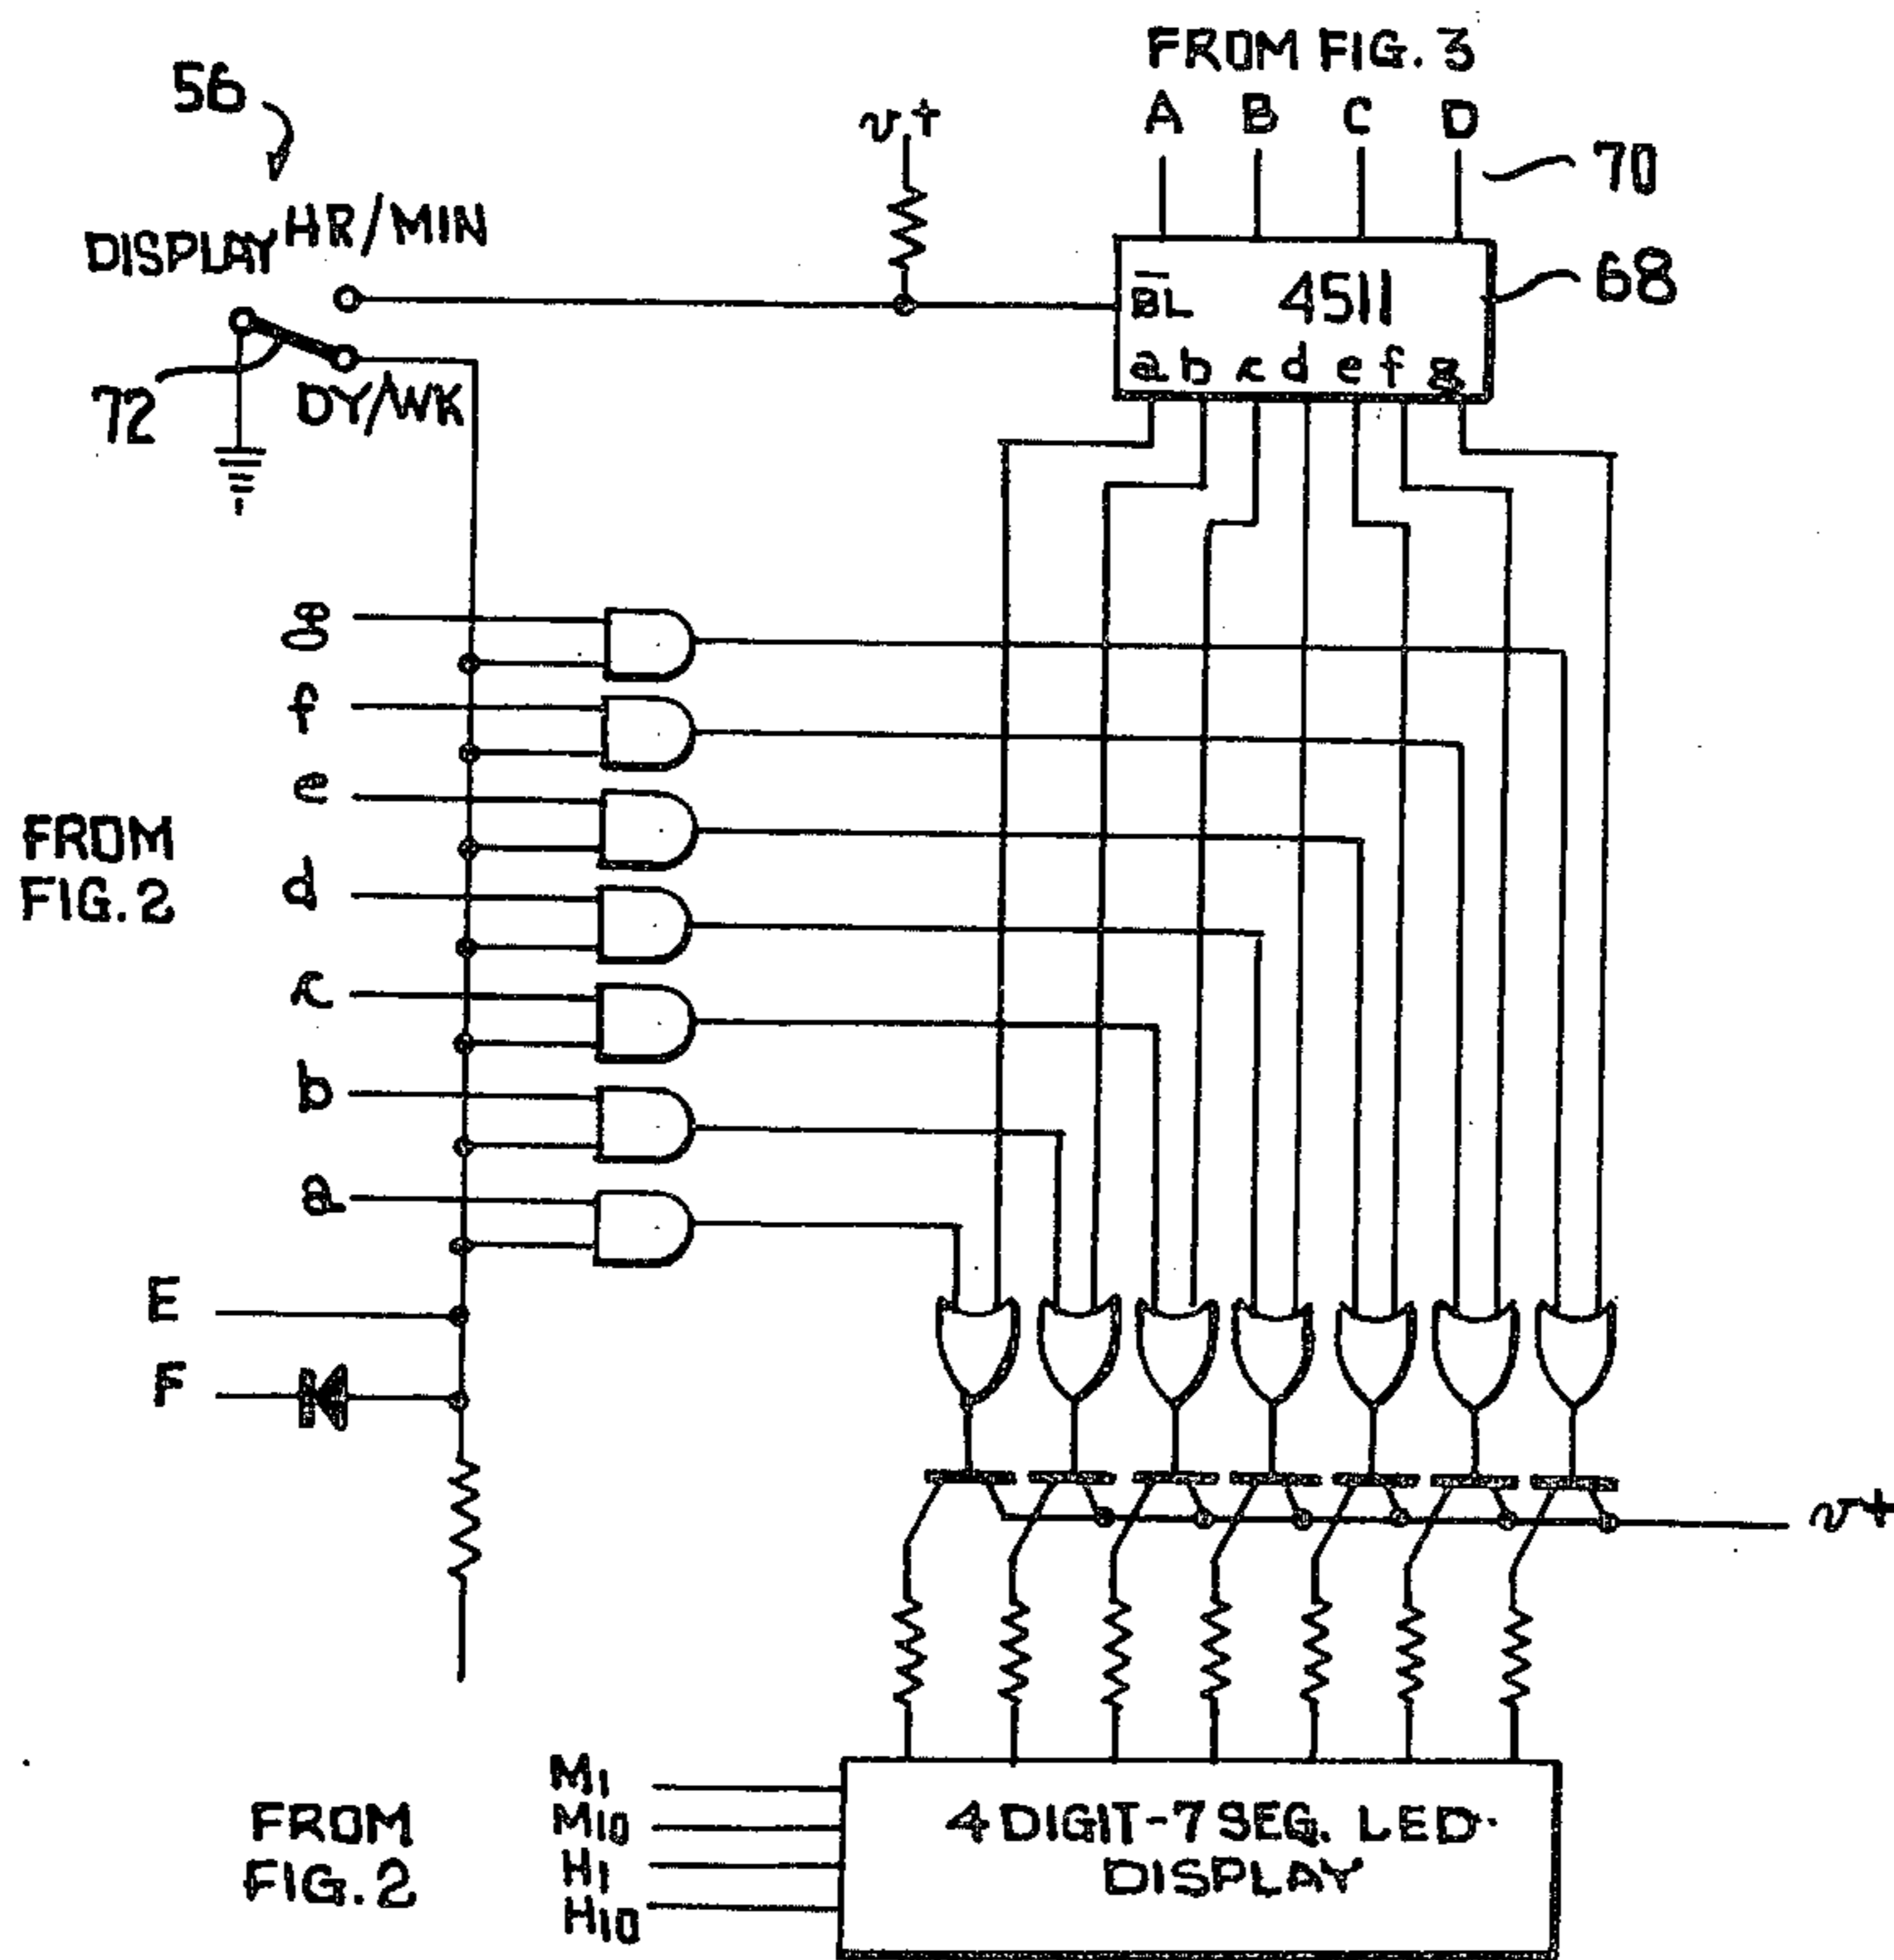 FROM FIG. 3
A B C D
56
v+
70
DISPLAY HR/MIN
68
B̅L̅ 4511
a b c d e f g
72
DY/WK
g
f
e
FROM
FIG. 2
d
c
b
a
E
F
v+
M1
M10
H1
H10
FROM
FIG. 2
4 DIGIT-7 SEG. LED
DISPLAY